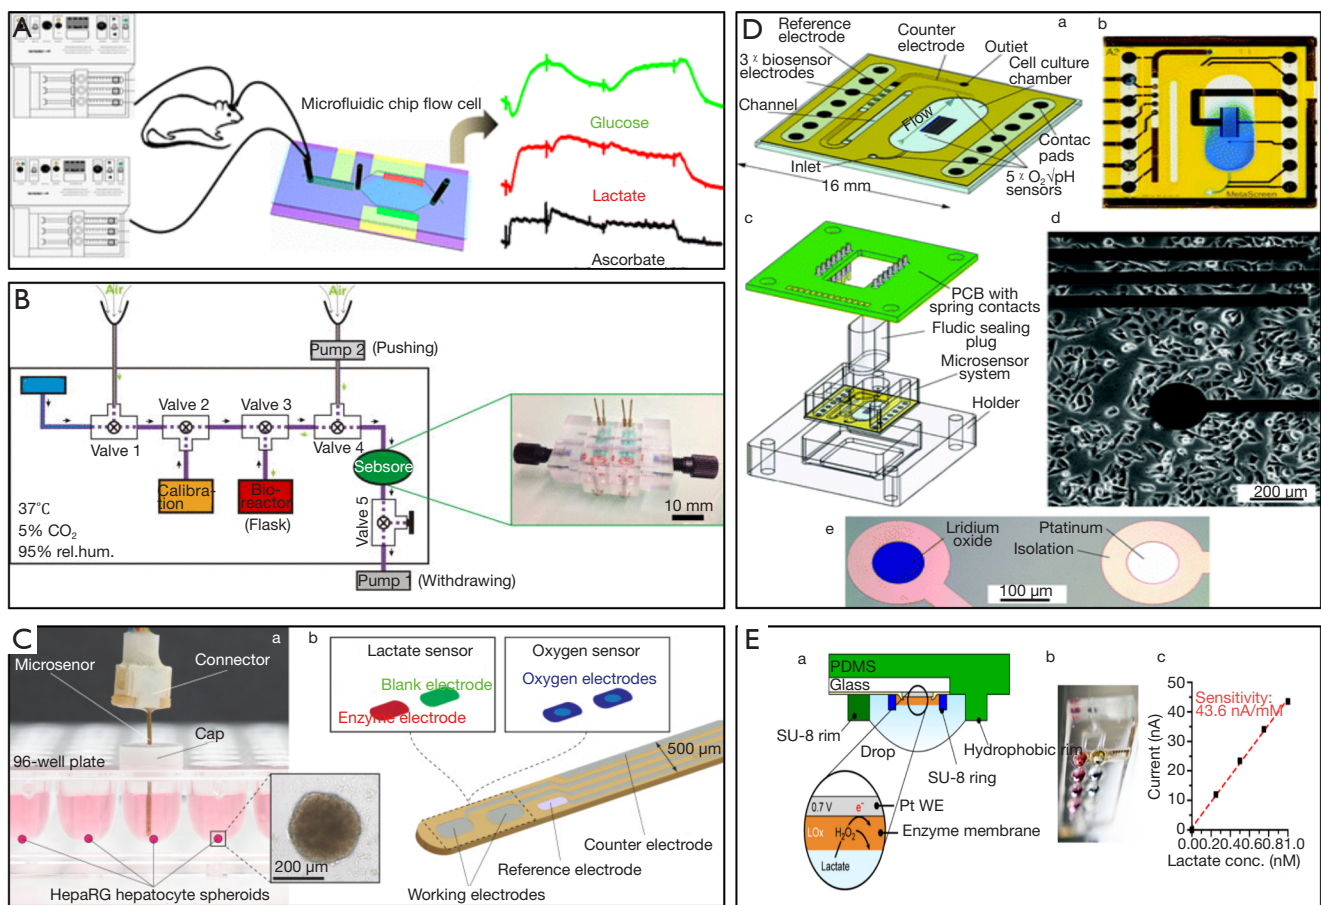 A
Microfluidic chip flow cell
Glucose
Lactate
Ascorbate
B
Air
Air
Pump 2 (Pushing)
Valve 2
Valve 3
Valve 1
Valve 4
Sebsore
Calibra-
tion
Bio-
reactor
(Flask)
Valve 5
37℃
5% CO₂
95% rel.hum.
Pump 1 (Withdrawing)
10 mm
C
a
Microsenor
Connector
Cap
96-well plate
200 µm
HepaRG hepatocyte spheroids
b
Lactate sensor
Blank electrode
Enzyme electrode
Oxygen sensor
Oxygen electrodes
500 µm
Counter electrode
Reference electrode
Working electrodes
D
a
Reference
electrode
Counter
electrode
Outlet
3 ٪ biosensor
electrodes
Cell culture
chamber
Channel
Flow
Contac
pads
Inlet
5 ٪ O₂√pH
sensors
16 mm
b
A2
MetaScreen
c
PCB with
spring contacts
Fludic sealing
plug
Microsensor
system
Holder
d
200 µm
e
Lridium
oxide
Ptatinum
Isolation
100 µm
E
a
PDMS
Glass
SU-8 rim
Drop
Hydrophobic rim
SU-8 ring
0.7 V
e⁻
Pt WE
LOx
H₂O₂
Enzyme membrane
Lactate
b
c
Sensitivity:
43.6 nA/mM
Current (nA)
50
40
30
20
10
0
0.00.20.40.60.81.0
Lactate conc. (nM)